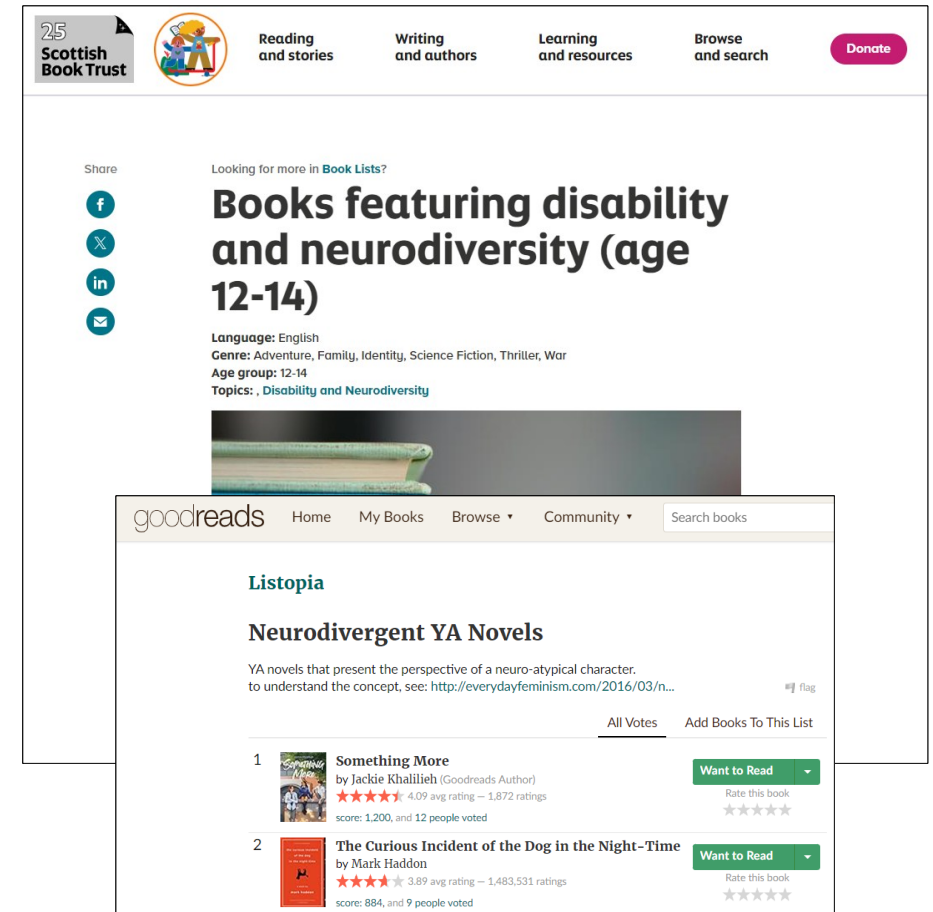 25
Scottish
Book Trust
Reading
and stories
Writing
and authors
Learning
and resources
Browse
and search
Donate
Share
Looking for more in Book Lists?
Books featuring disability
and neurodiversity (age
12-14)
Language: English
Genre: Adventure, Family, Identity, Science Fiction, Thriller, War
Age group: 12-14
Topics: , Disability and Neurodiversity
goodreads Home My Books Browse ▾ Community ▾ Search books
Listopia
Neurodivergent YA Novels
YA novels that present the perspective of a neuro-atypical character.
to understand the concept, see: http://everydayfeminism.com/2016/03/n...
flag
All Votes Add Books To This List
1
Something More
Something More
by Jackie Khalilieh (Goodreads Author)
4.09 avg rating — 1,872 ratings
score: 1,200, and 12 people voted
Want to Read
Rate this book
2
The Curious Incident of the Dog in the Night-Time
by Mark Haddon
3.89 avg rating — 1,483,531 ratings
score: 884, and 9 people voted
Want to Read
Rate this book